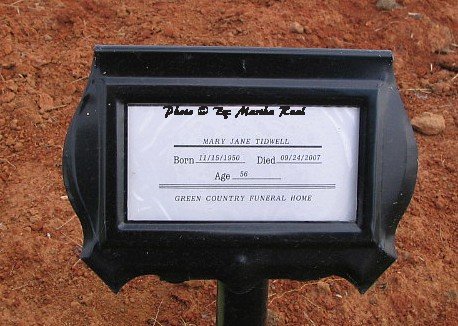 Photo © By: Martha Real
MARY JANE TIDWELL
Born 11/15/1950 Died 09/24/2007
Age 56
GREEN COUNTRY FUNERAL HOME